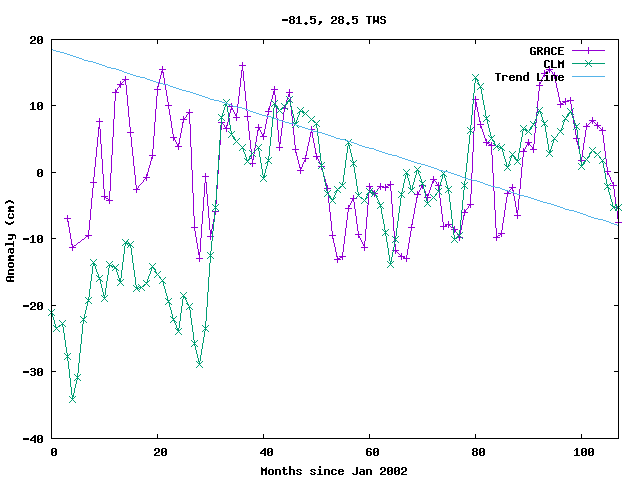 -81.5, 28.5 TWS
GRACE
CLM
Trend Line
20
10
0
-10
-20
-30
-40
Anomaly (cm)
0 20 40 60 80 100
Months since Jan 2002